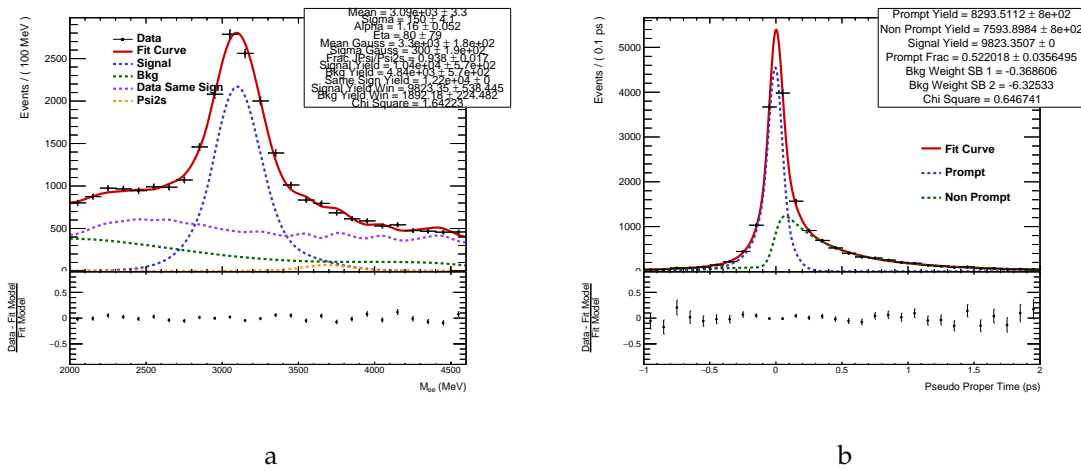 Mean = 3.09e+03 ± 3.3
Sigma = 150 ± 4.1
Alpha = 1.16 ± 0.052
Eta = 80 ± 79
Mean Gauss = 3.3e+03 ± 1.8e+02
Sigma Gauss = 300 ± 1.9e+02
Frac JPsi/Psi2s = 0.938 ± 0.017
Signal Yield = 1.04e+04 ± 5.7e+02
Bkg Yield = 4.84e+03 ± 5.7e+02
Same Sign Yield = 1.22e+04 ± 0
Signal Yield Win = 9823.35 ± 538.445
Bkg Yield Win = 1892.18 ± 224.482
Chi Square = 1.64223
Data
Fit Curve
Signal
Bkg
Data Same Sign
Psi2s
Events / ( 100 MeV )
2500
2000
1500
1000
500
0
Data - Fit Model
Fit Model
0.5
0
−0.5
2000 2500 3000 3500 4000 4500
M_ee (MeV)
a
Prompt Yield = 8293.5112 ± 8e+02
Non Prompt Yield = 7593.8984 ± 8e+02
Signal Yield = 9823.3507 ± 0
Prompt Frac = 0.522018 ± 0.0356495
Bkg Weight SB 1 = -0.368606
Bkg Weight SB 2 = -6.32533
Chi Square = 0.646741
Fit Curve
Prompt
Non Prompt
Events / ( 0.1 ps )
5000
4000
3000
2000
1000
0
Data - Fit Model
Fit Model
0.5
0
−0.5
−1 −0.5 0 0.5 1 1.5 2
Pseudo Proper Time (ps)
b